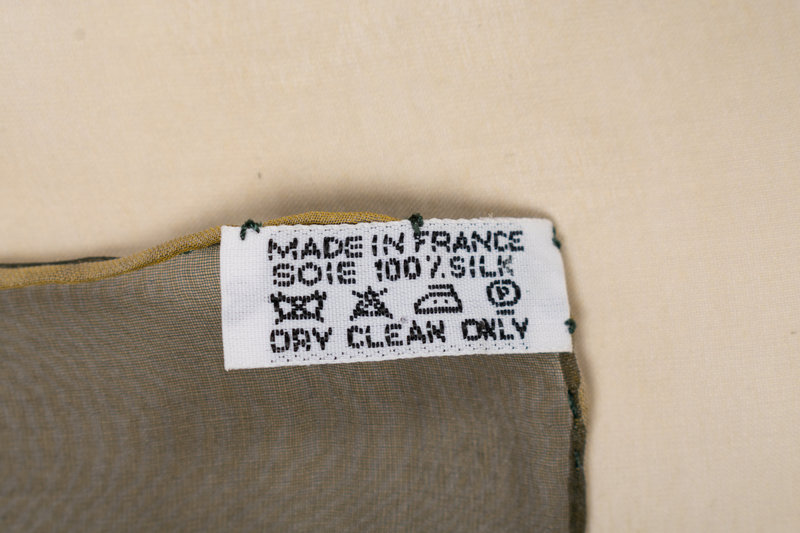 MADE IN FRANCE
SOIE 100% SILK
P
DRY CLEAN ONLY